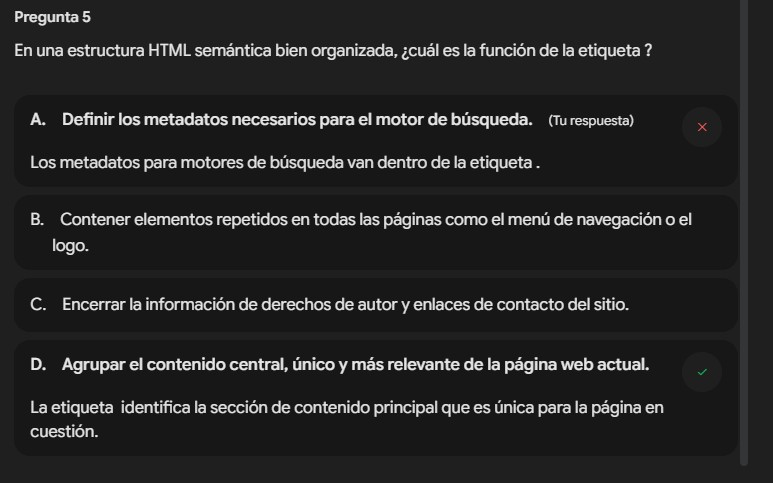 Pregunta 5
En una estructura HTML semántica bien organizada, ¿cuál es la función de la etiqueta ?
A. Definir los metadatos necesarios para el motor de búsqueda. (Tu respuesta)
Los metadatos para motores de búsqueda van dentro de la etiqueta .
B. Contener elementos repetidos en todas las páginas como el menú de navegación o el
logo.
C. Encerrar la información de derechos de autor y enlaces de contacto del sitio.
D. Agrupar el contenido central, único y más relevante de la página web actual.
La etiqueta identifica la sección de contenido principal que es única para la página en
cuestión.